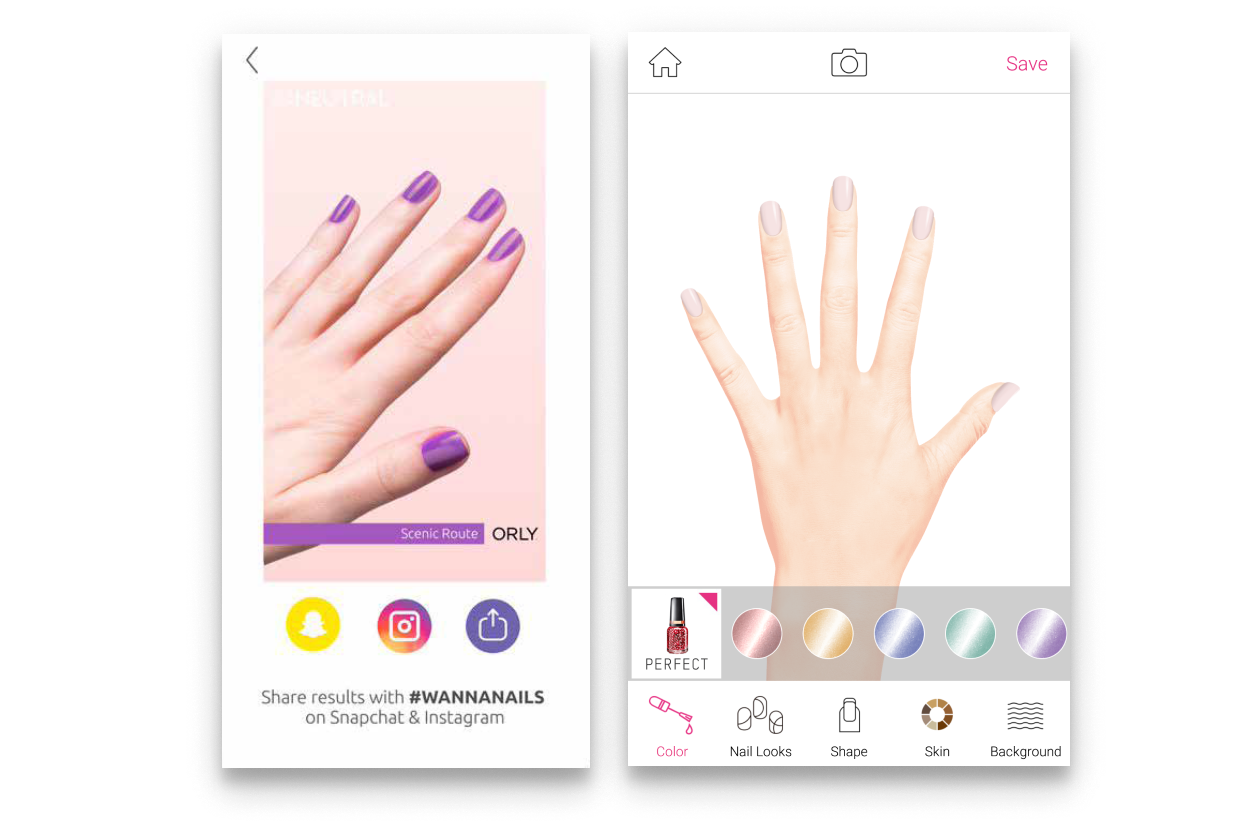 NEUTRAL
Scenic Route
ORLY
Share results with #WANNANAILS
on Snapchat & Instagram
Save
PERFECT
Color
Nail Looks
Shape
Skin
Background